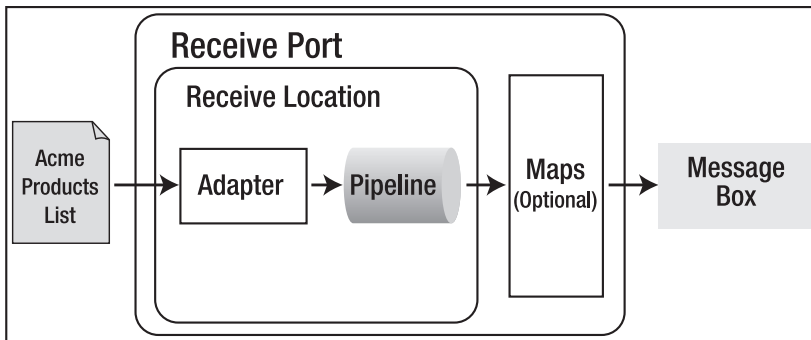 Receive Port
Receive Location
Acme
Products
List
Adapter
Pipeline
Maps
(Optional)
Message
Box